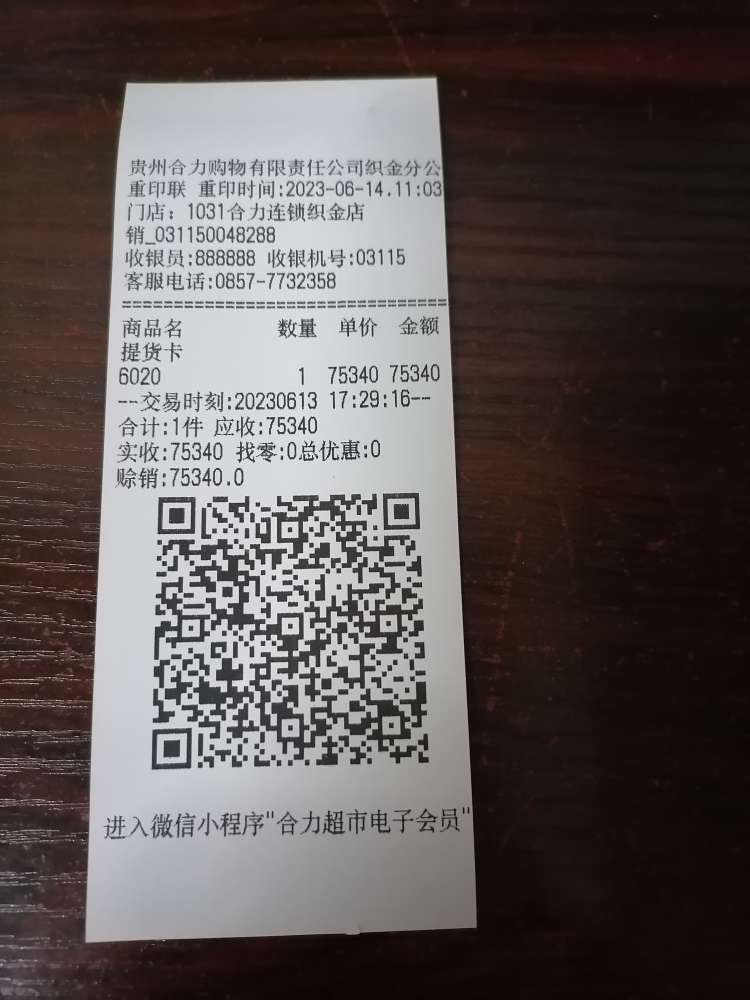 贵州合力购物有限责任公司织金分公
重印联 重印时间:2023-06-14.11:03
门店：1031合力连锁织金店
销_031150048288
收银员:888888 收银机号:03115
客服电话:0857-7732358
================================
商品名 数量 单价 金额
提货卡
6020 1 75340 75340
--交易时刻:20230613 17:29:16--
合计:1件 应收:75340
实收:75340 找零:0总优惠:0
赊销:75340.0
进入微信小程序"合力超市电子会员"